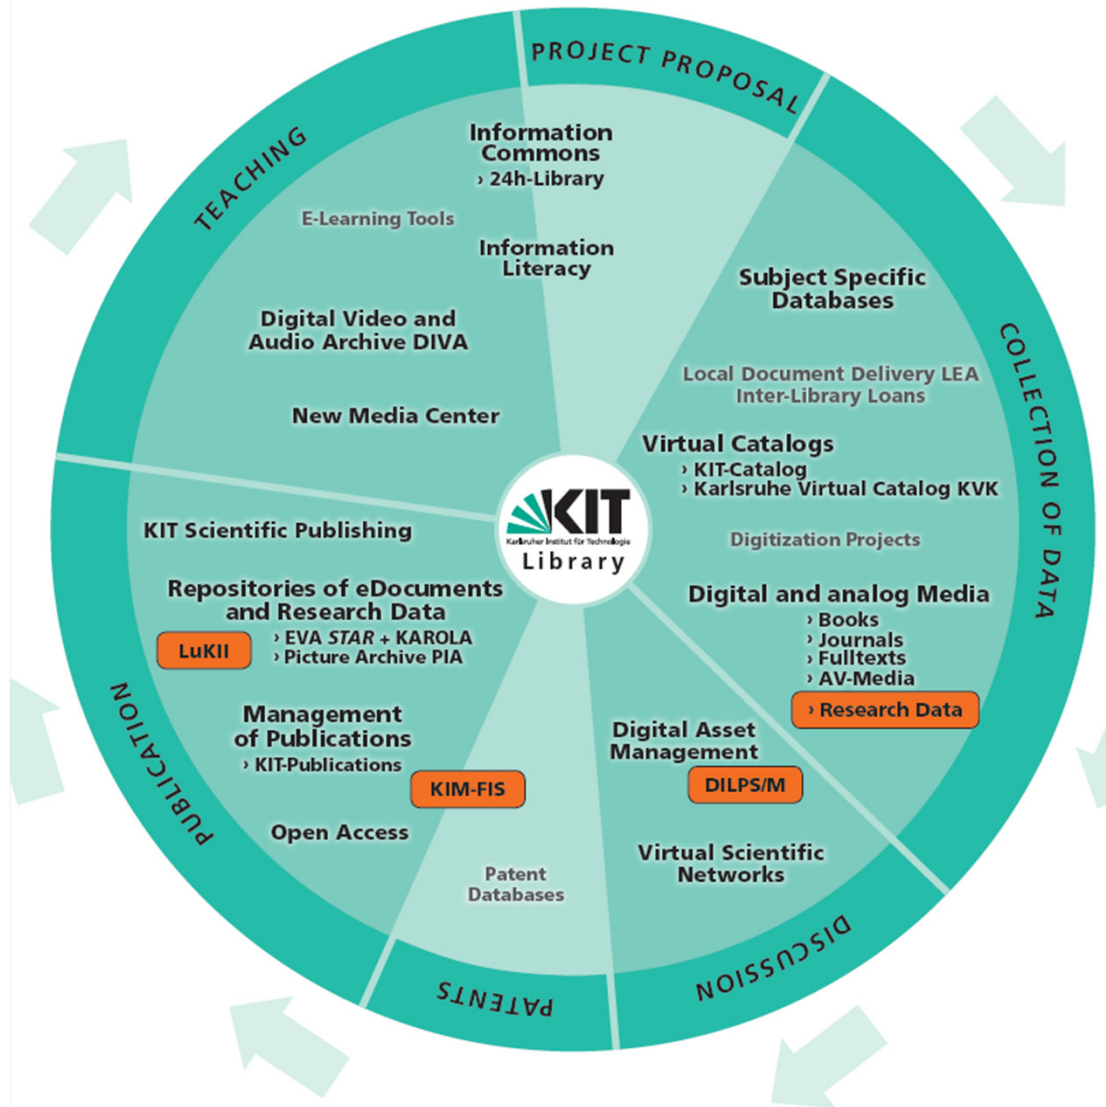 PROJECT PROPOSAL
COLLECTION OF DATA
DISCUSSION
PATENTS
PUBLICATION
TEACHING
Information
Commons
› 24h-Library
E-Learning Tools
Information
Literacy
Digital Video and
Audio Archive DIVA
New Media Center
Subject Specific
Databases
Local Document Delivery LEA
Inter-Library Loans
Virtual Catalogs
› KIT-Catalog
› Karlsruhe Virtual Catalog KVK
Digitization Projects
Digital and analog Media
› Books
› Journals
› Fulltexts
› AV-Media
› Research Data
KIT
Karlsruher Institut für Technologie
Library
Digital Asset
Management
DILPS/M
Virtual Scientific
Networks
Patent
Databases
KIT Scientific Publishing
Repositories of eDocuments
and Research Data
› EVA STAR + KAROLA
› Picture Archive PIA
LuKII
Management
of Publications
› KIT-Publications
KIM-FIS
Open Access